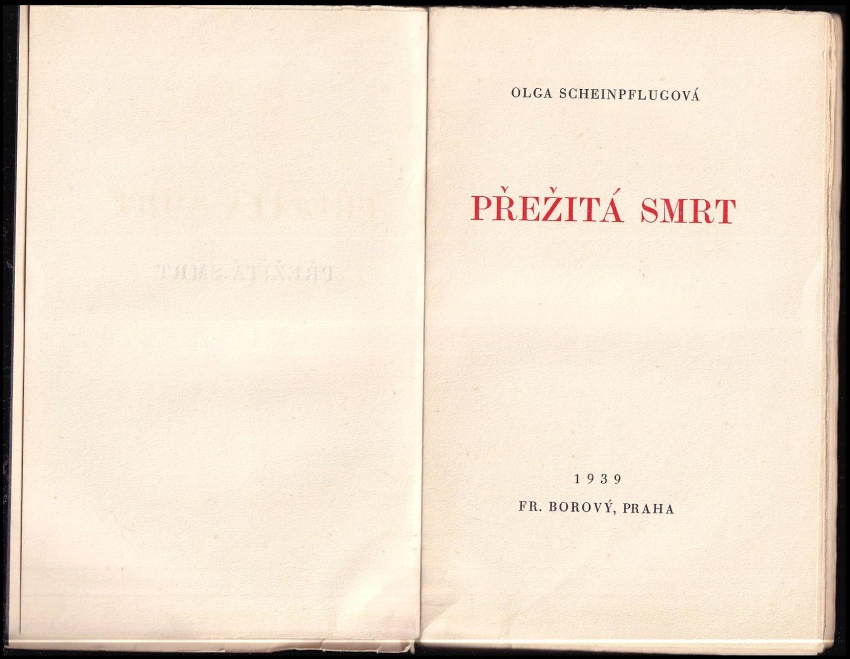 OLGA SCHEINPFLUGOVÁ
PŘEŽITÁ SMRT
1939
FR. BOROVÝ, PRAHA